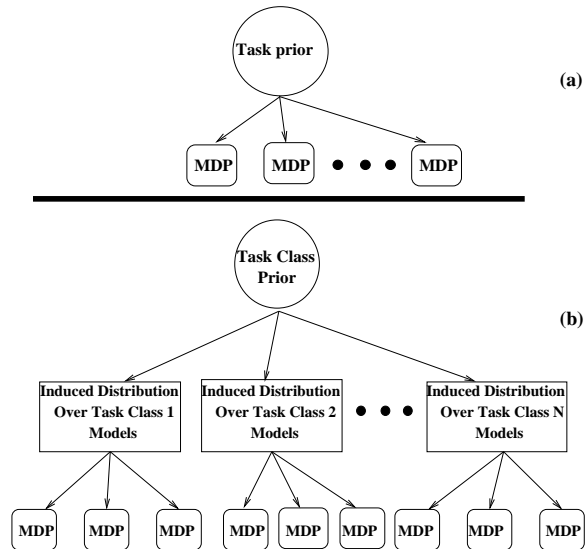 Task prior
(a)
MDP MDP MDP
Task Class
Prior
(b)
Induced Distribution
Over Task Class 1
Models
Induced Distribution
Over Task Class 2
Models
Induced Distribution
Over Task Class N
Models
MDP MDP MDP MDP MDP MDP MDP MDP MDP